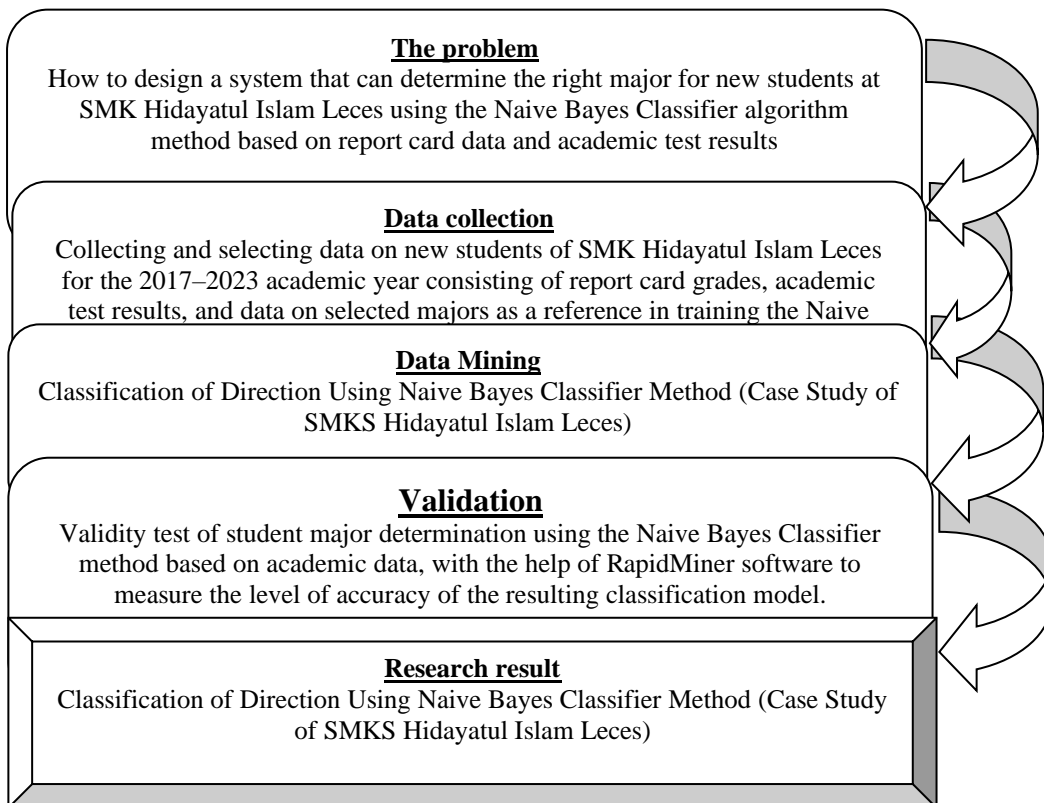 The problem
How to design a system that can determine the right major for new students at
SMK Hidayatul Islam Leces using the Naive Bayes Classifier algorithm
method based on report card data and academic test results
Data collection
Collecting and selecting data on new students of SMK Hidayatul Islam Leces
for the 2017–2023 academic year consisting of report card grades, academic
test results, and data on selected majors as a reference in training the Naive
Data Mining
Classification of Direction Using Naive Bayes Classifier Method (Case Study of
SMKS Hidayatul Islam Leces)
Validation
Validity test of student major determination using the Naive Bayes Classifier
method based on academic data, with the help of RapidMiner software to
measure the level of accuracy of the resulting classification model.
Research result
Classification of Direction Using Naive Bayes Classifier Method (Case Study
of SMKS Hidayatul Islam Leces)